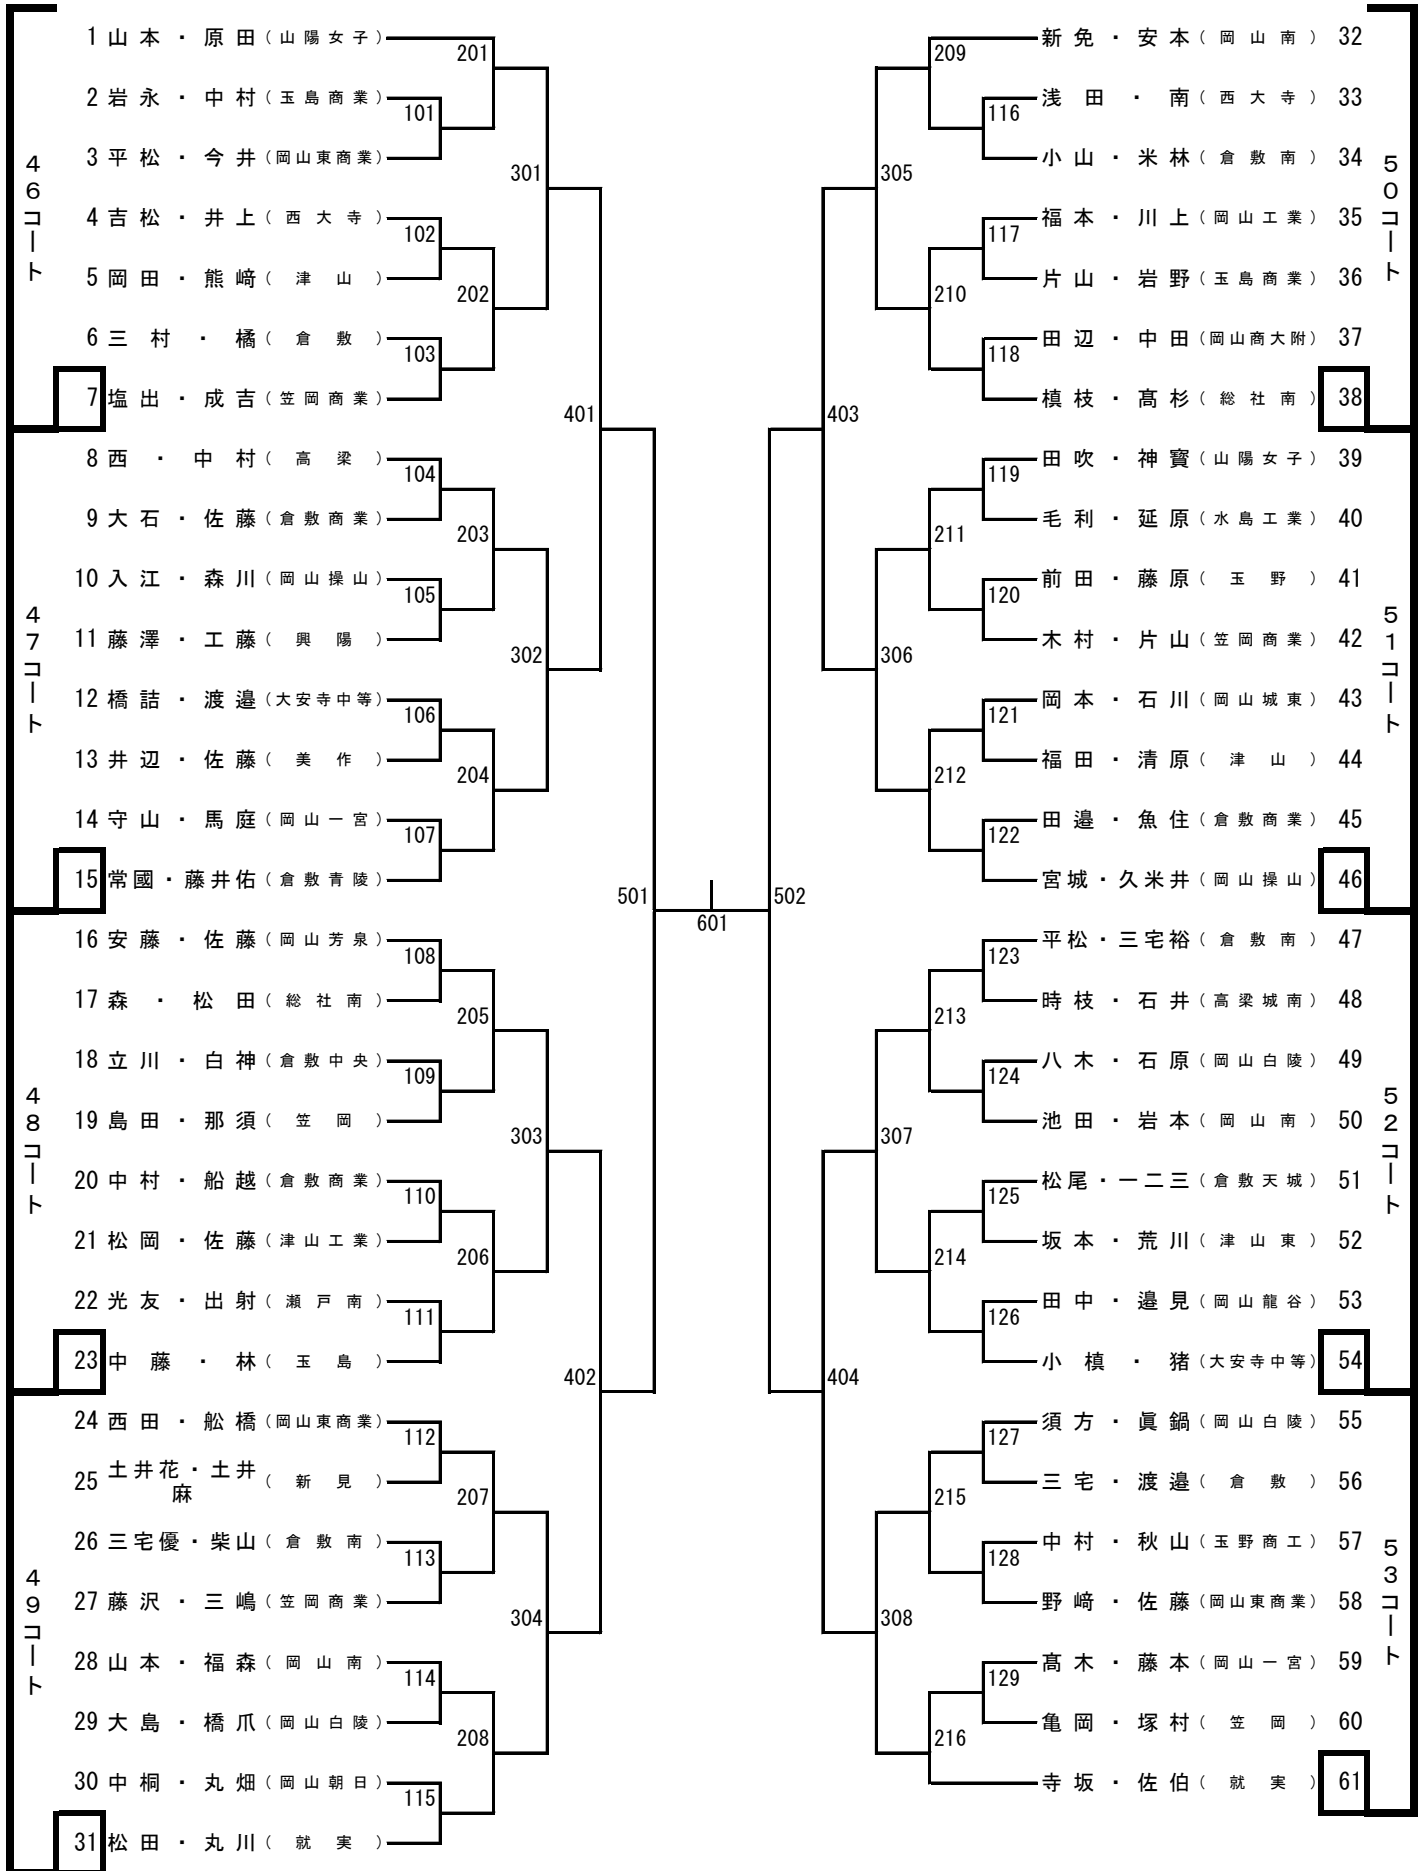 46コート
1 山本・原田(山陽女子)
2 岩永・中村(玉島商業)
3 平松・今井(岡山東商業)
4 吉松・井上(西大寺)
5 岡田・熊﨑(津山)
6 三村・橘(倉敷)
7 塩出・成吉(笠岡商業)
47コート
8 西・中村(高梁)
9 大石・佐藤(倉敷商業)
10 入江・森川(岡山操山)
11 藤澤・工藤(興陽)
12 橋詰・渡邉(大安寺中等)
13 井辺・佐藤(美作)
14 守山・馬庭(岡山一宮)
15 常國・藤井佑(倉敷青陵)
48コート
16 安藤・佐藤(岡山芳泉)
17 森・松田(総社南)
18 立川・白神(倉敷中央)
19 島田・那須(笠岡)
20 中村・船越(倉敷商業)
21 松岡・佐藤(津山工業)
22 光友・出射(瀬戸南)
23 中藤・林(玉島)
49コート
24 西田・舩橋(岡山東商業)
25 土井花・土井
麻
(新見)
26 三宅優・柴山(倉敷南)
27 藤沢・三嶋(笠岡商業)
28 山本・福森(岡山南)
29 大島・橋爪(岡山白陵)
30 中桐・丸畑(岡山朝日)
31 松田・丸川(就実)
101
102
103
104
105
106
107
108
109
110
111
112
113
114
115
201
202
203
204
205
206
207
208
301
302
303
304
401
402
501
601
502
403
404
305
306
307
308
209
210
211
212
213
214
215
216
116
117
118
119
120
121
122
123
124
125
126
127
128
129
50コート
新免・安本(岡山南) 32
浅田・南(西大寺) 33
小山・米林(倉敷南) 34
福本・川上(岡山工業) 35
片山・岩野(玉島商業) 36
田辺・中田(岡山商大附) 37
槙枝・髙杉(総社南) 38
51コート
田吹・神寳(山陽女子) 39
毛利・延原(水島工業) 40
前田・藤原(玉野) 41
木村・片山(笠岡商業) 42
岡本・石川(岡山城東) 43
福田・清原(津山) 44
田邉・魚住(倉敷商業) 45
宮城・久米井(岡山操山) 46
52コート
平松・三宅裕(倉敷南) 47
時枝・石井(高梁城南) 48
八木・石原(岡山白陵) 49
池田・岩本(岡山南) 50
松尾・一二三(倉敷天城) 51
坂本・荒川(津山東) 52
田中・邉見(岡山龍谷) 53
小槙・猪(大安寺中等) 54
53コート
須方・眞鍋(岡山白陵) 55
三宅・渡邉(倉敷) 56
中村・秋山(玉野商工) 57
野﨑・佐藤(岡山東商業) 58
髙木・藤本(岡山一宮) 59
亀岡・塚村(笠岡) 60
寺坂・佐伯(就実) 61